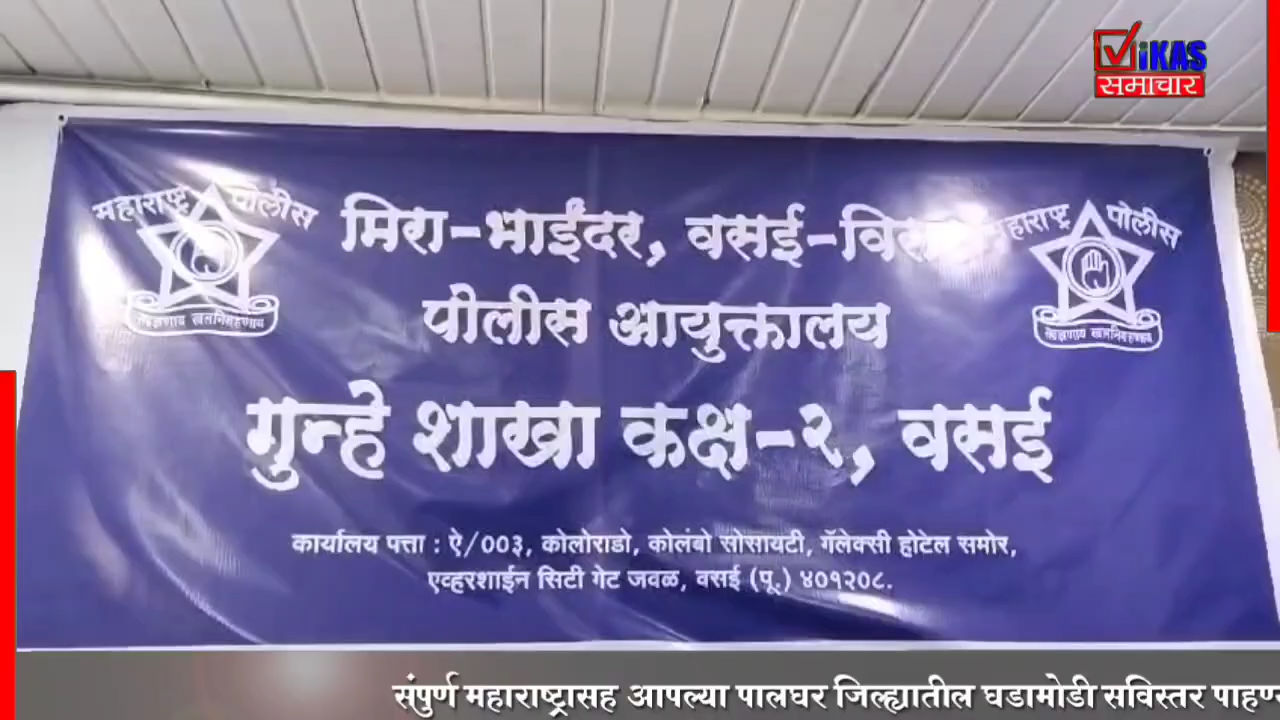 ViKAS
समाचार
महाराष्ट्र पोलीस
मिरा-भाईंदर, वसई-
महाराष्ट्र पोलीस
पोलीस आयुक्तालय
गुन्हे शाखा कक्ष-२, वसई
कार्यालय पत्ता : ऐ/००३, कोलोराडो, कोलंबो सोसायटी, गॅलेक्सी होटेल समोर,
एव्हरशाईन सिटी गेट जवळ, वसई (पू.) ४०१२०८.
संपुर्ण महाराष्ट्रासह आपल्या पालघर जिल्ह्यातील घडामोडी सविस्तर